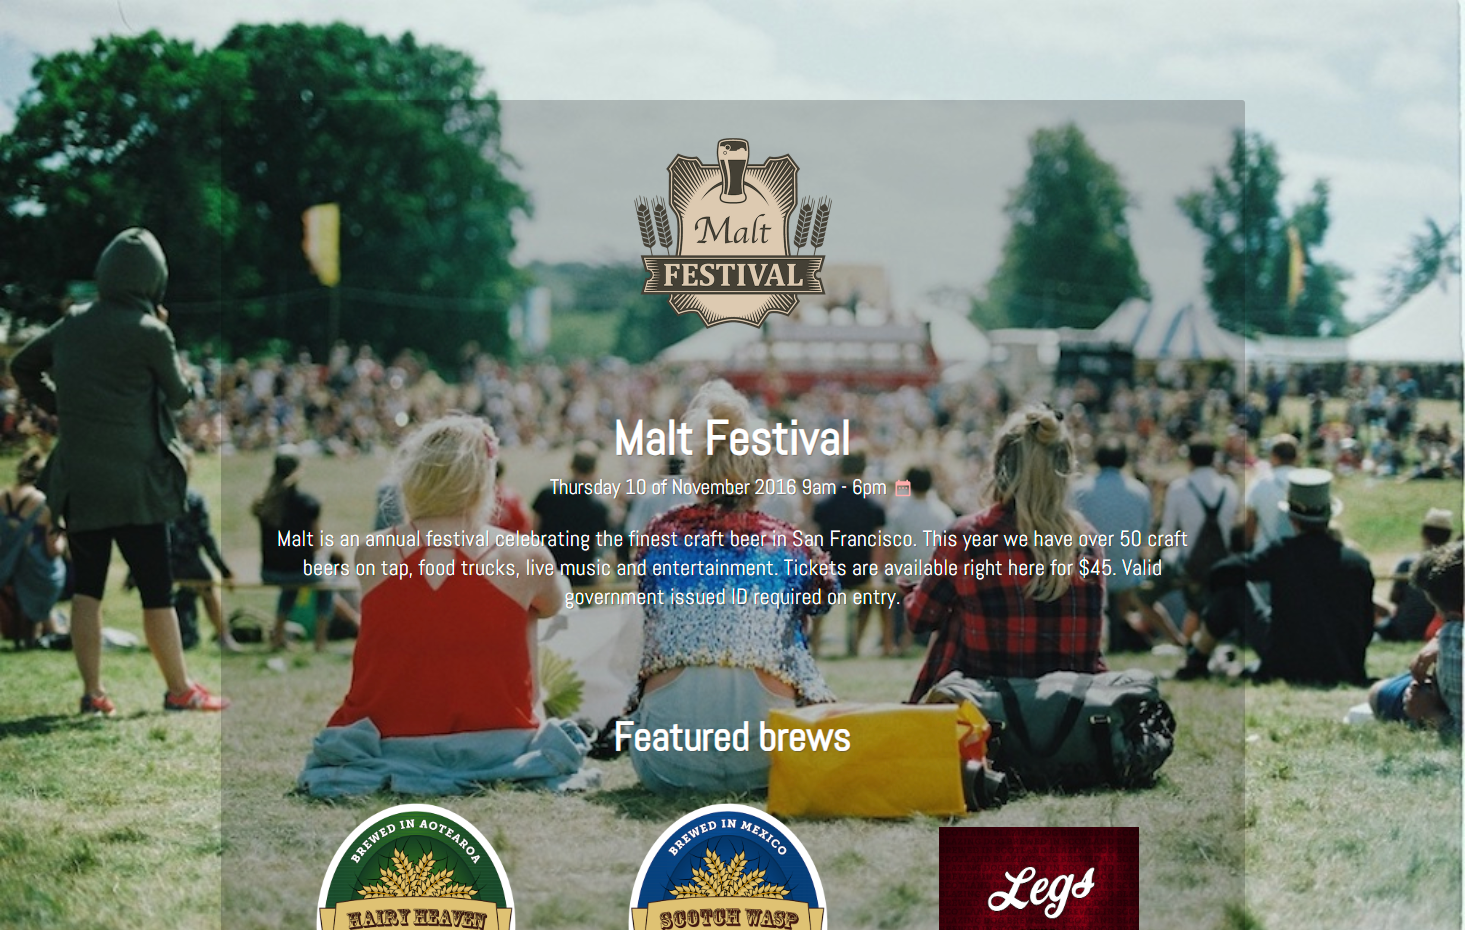 Malt
FESTIVAL
Malt Festival
Thursday 10 of November 2016 9am - 6pm
Malt is an annual festival celebrating the finest craft beer in San Francisco. This year we have over 50 craft
beers on tap, food trucks, live music and entertainment. Tickets are available right here for $45. Valid
government issued ID required on entry.
Featured brews
BREWED IN AOTEAROA
HAIRY HEAVEN
BREWED IN MEXICO
SCOTCH WASP
Legs